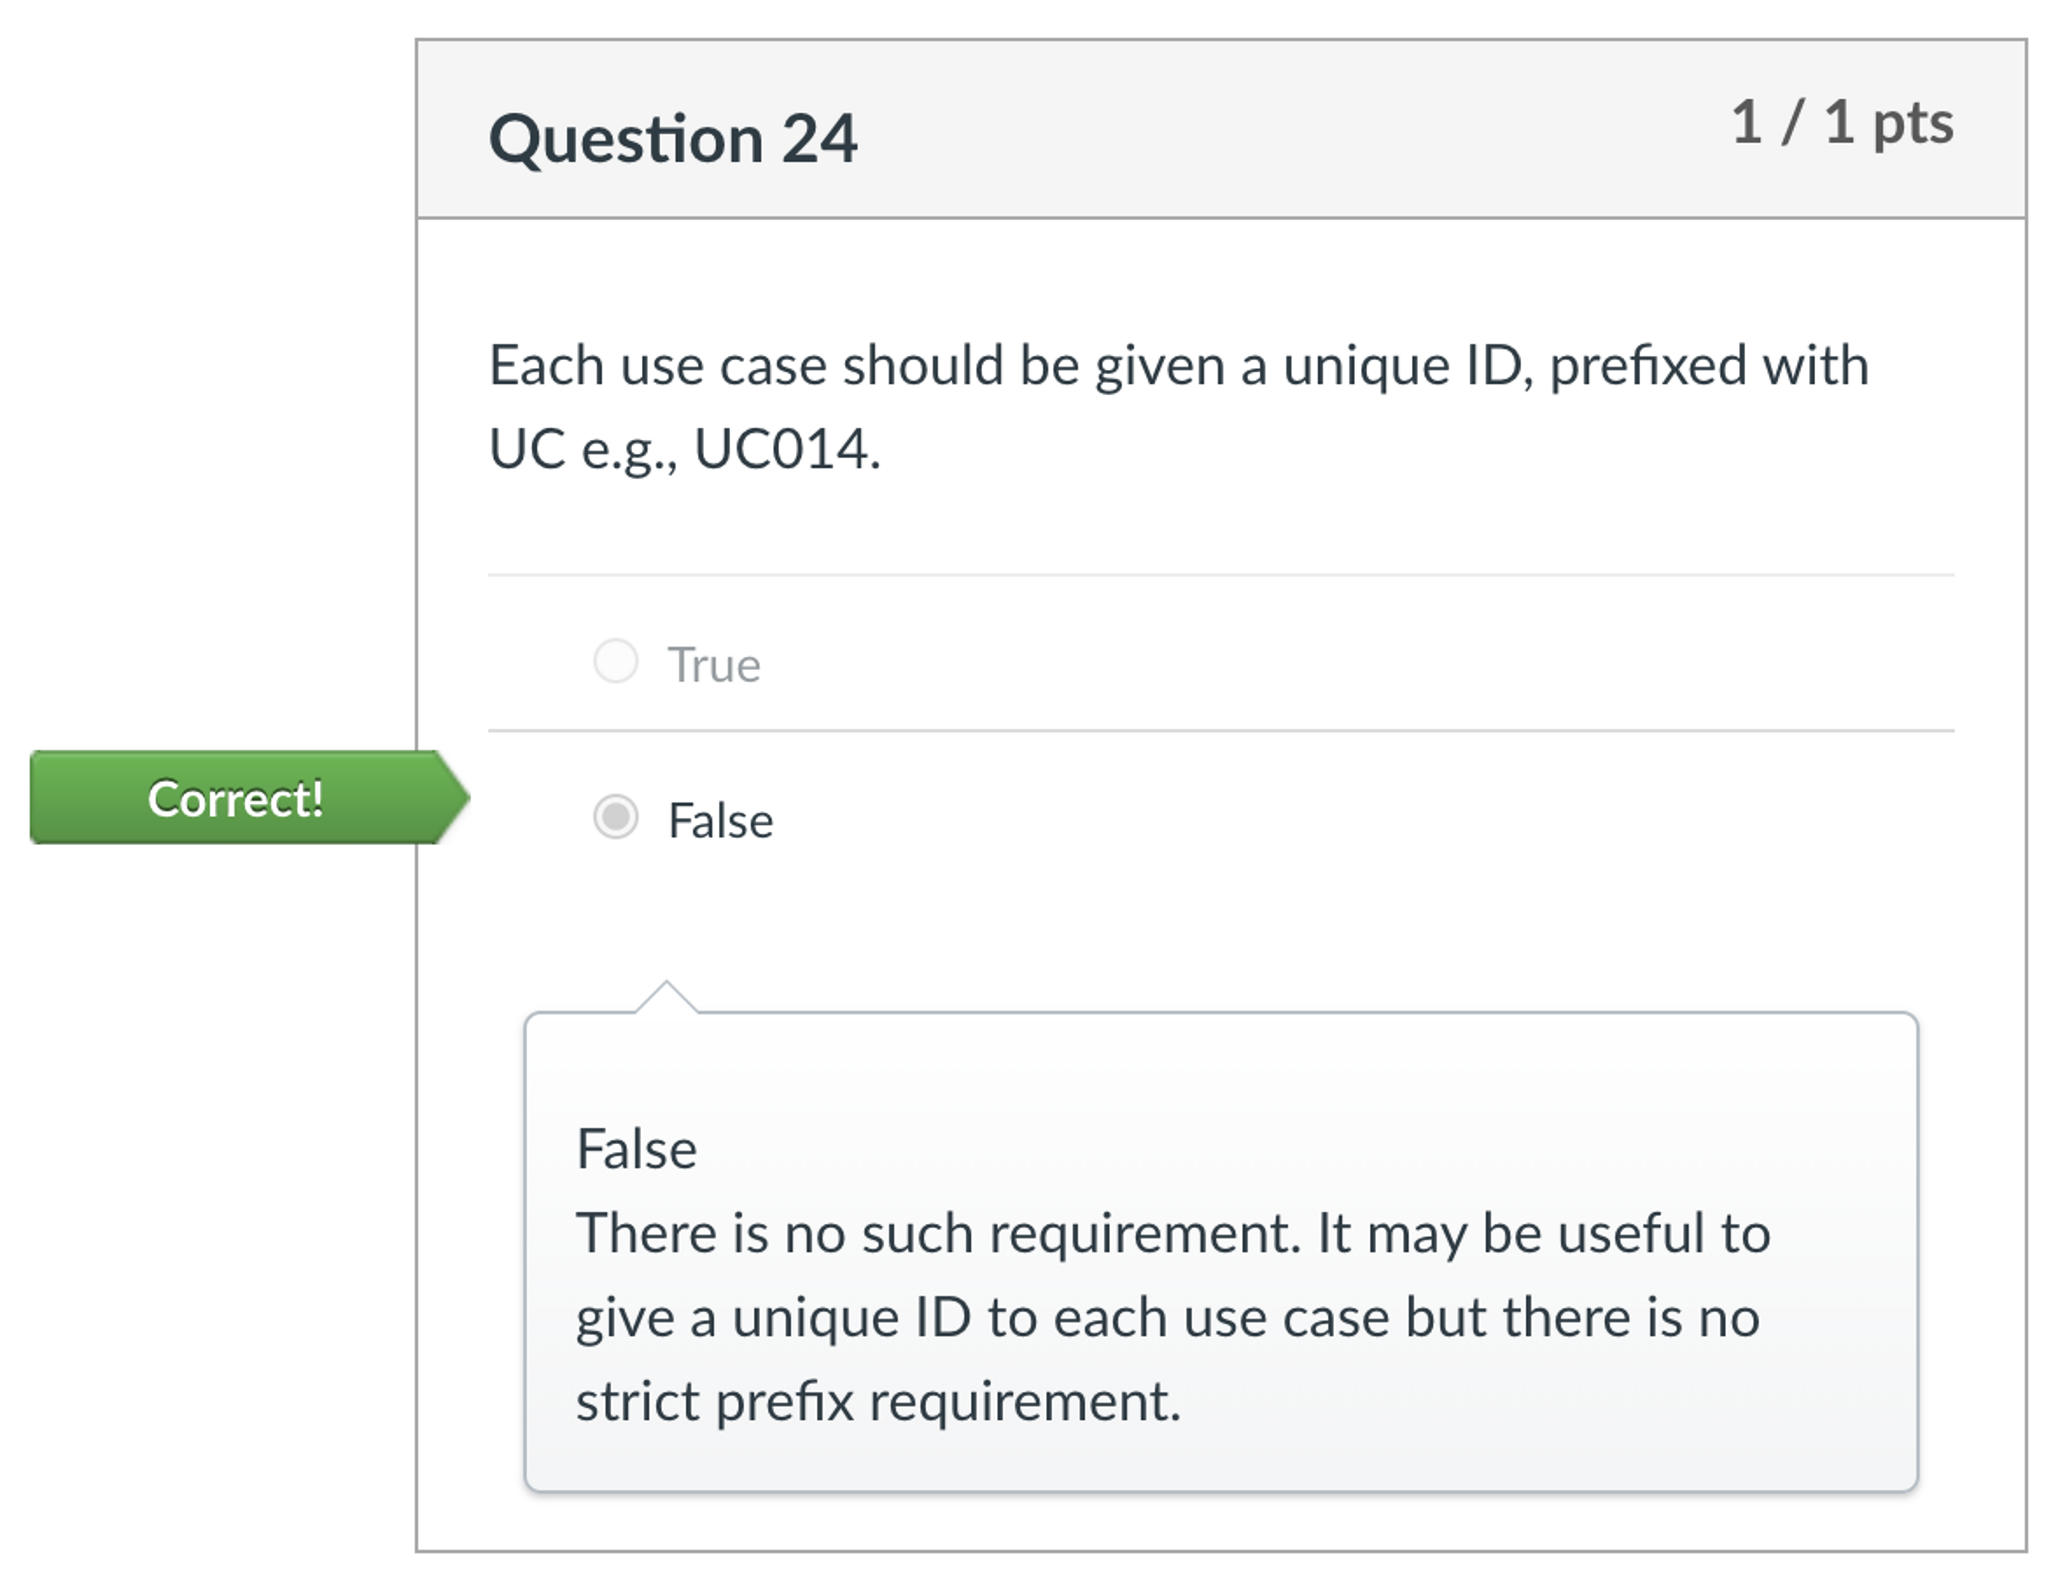 Question 24
1 / 1 pts
Each use case should be given a unique ID, prefixed with
UC e.g., UC014.
True
Correct!
False
False
There is no such requirement. It may be useful to
give a unique ID to each use case but there is no
strict prefix requirement.